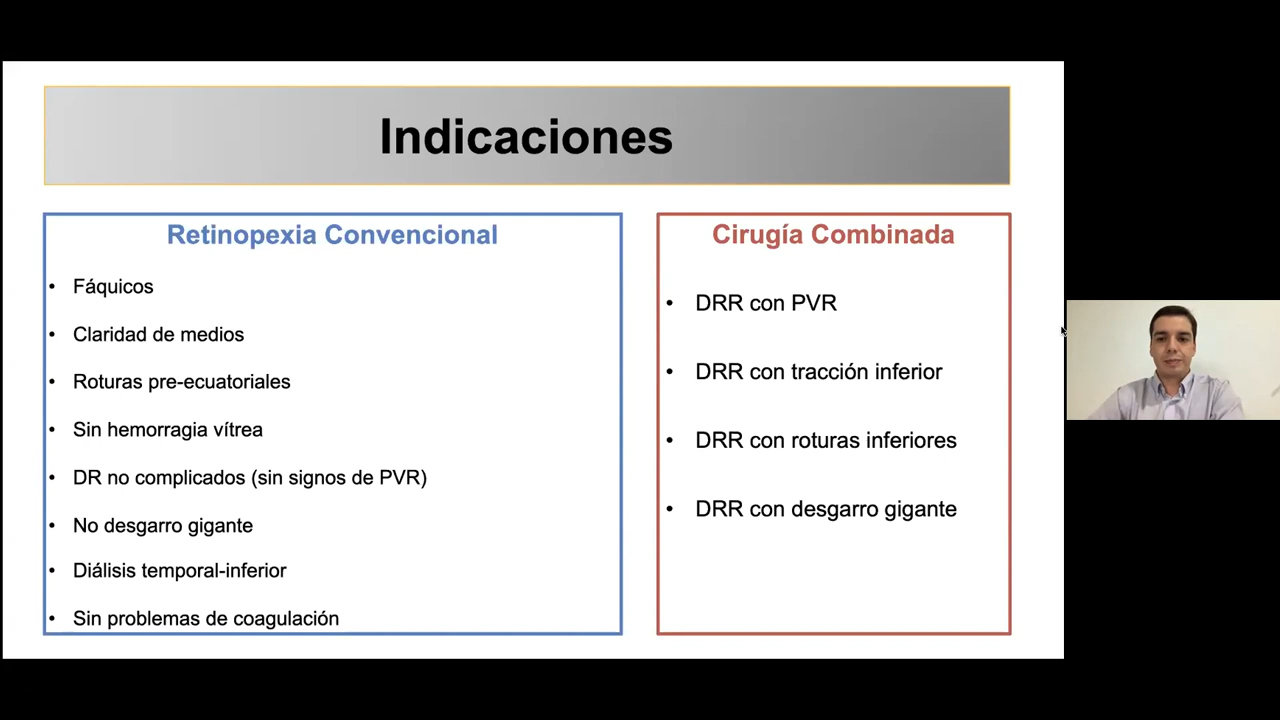 Indicaciones
Retinopexia Convencional
• Fáquicos
• Claridad de medios
• Roturas pre-ecuatoriales
• Sin hemorragia vítrea
• DR no complicados (sin signos de PVR)
• No desgarro gigante
• Diálisis temporal-inferior
• Sin problemas de coagulación
Cirugía Combinada
• DRR con PVR
• DRR con tracción inferior
• DRR con roturas inferiores
• DRR con desgarro gigante